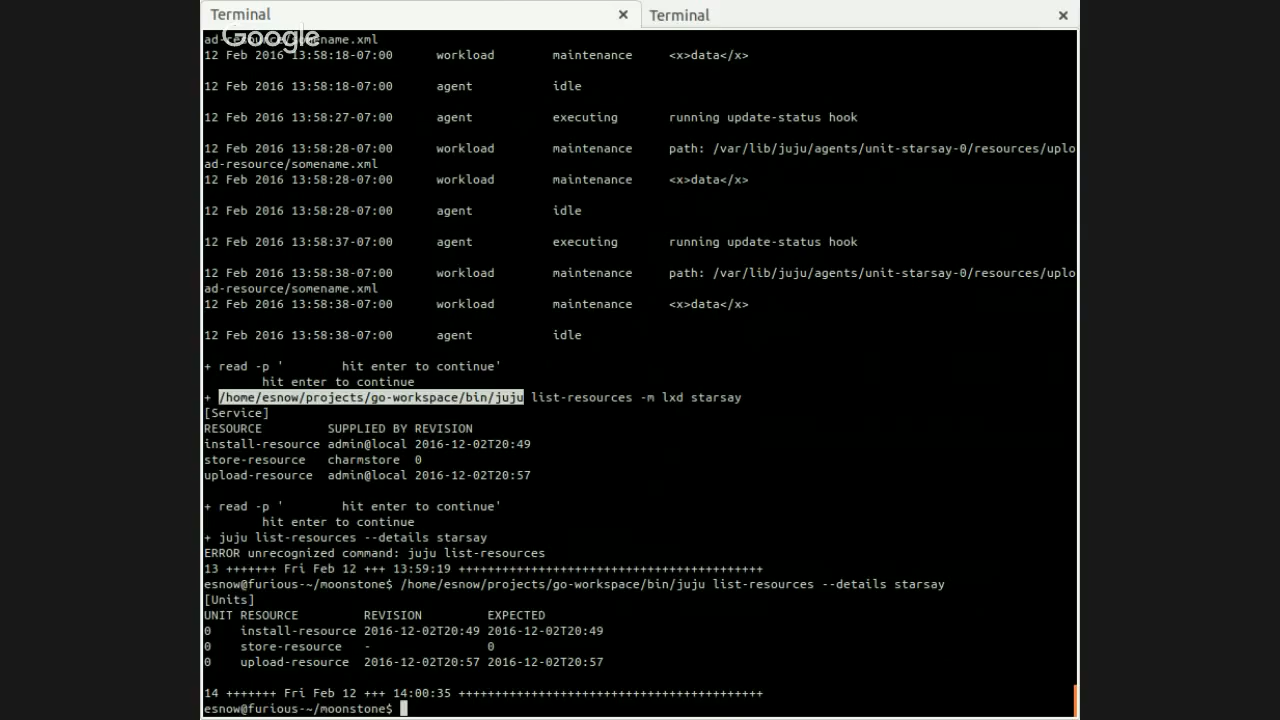 Terminal × Terminal ×
Google
ad-resource/somename.xml
12 Feb 2016 13:58:18-07:00 workload maintenance <x>data</x>
12 Feb 2016 13:58:18-07:00 agent idle
12 Feb 2016 13:58:27-07:00 agent executing running update-status hook
12 Feb 2016 13:58:28-07:00 workload maintenance path: /var/lib/juju/agents/unit-starsay-0/resources/uplo
ad-resource/somename.xml
12 Feb 2016 13:58:28-07:00 workload maintenance <x>data</x>
12 Feb 2016 13:58:28-07:00 agent idle
12 Feb 2016 13:58:37-07:00 agent executing running update-status hook
12 Feb 2016 13:58:38-07:00 workload maintenance path: /var/lib/juju/agents/unit-starsay-0/resources/uplo
ad-resource/somename.xml
12 Feb 2016 13:58:38-07:00 workload maintenance <x>data</x>
12 Feb 2016 13:58:38-07:00 agent idle
+ read -p ' hit enter to continue'
hit enter to continue
+ /home/esnow/projects/go-workspace/bin/juju list-resources -m lxd starsay
[Service]
RESOURCE SUPPLIED BY REVISION
install-resource admin@local 2016-12-02T20:49
store-resource charmstore 0
upload-resource admin@local 2016-12-02T20:57
+ read -p ' hit enter to continue'
hit enter to continue
+ juju list-resources --details starsay
ERROR unrecognized command: juju list-resources
13 +++++++ Fri Feb 12 +++ 13:59:19 ++++++++++++++++++++++++++++++++++++++++++
esnow@furious-~/moonstone$ /home/esnow/projects/go-workspace/bin/juju list-resources --details starsay
[Units]
UNIT RESOURCE REVISION EXPECTED
0 install-resource 2016-12-02T20:49 2016-12-02T20:49
0 store-resource - 0
0 upload-resource 2016-12-02T20:57 2016-12-02T20:57
14 +++++++ Fri Feb 12 +++ 14:00:35 ++++++++++++++++++++++++++++++++++++++++++
esnow@furious-~/moonstone$